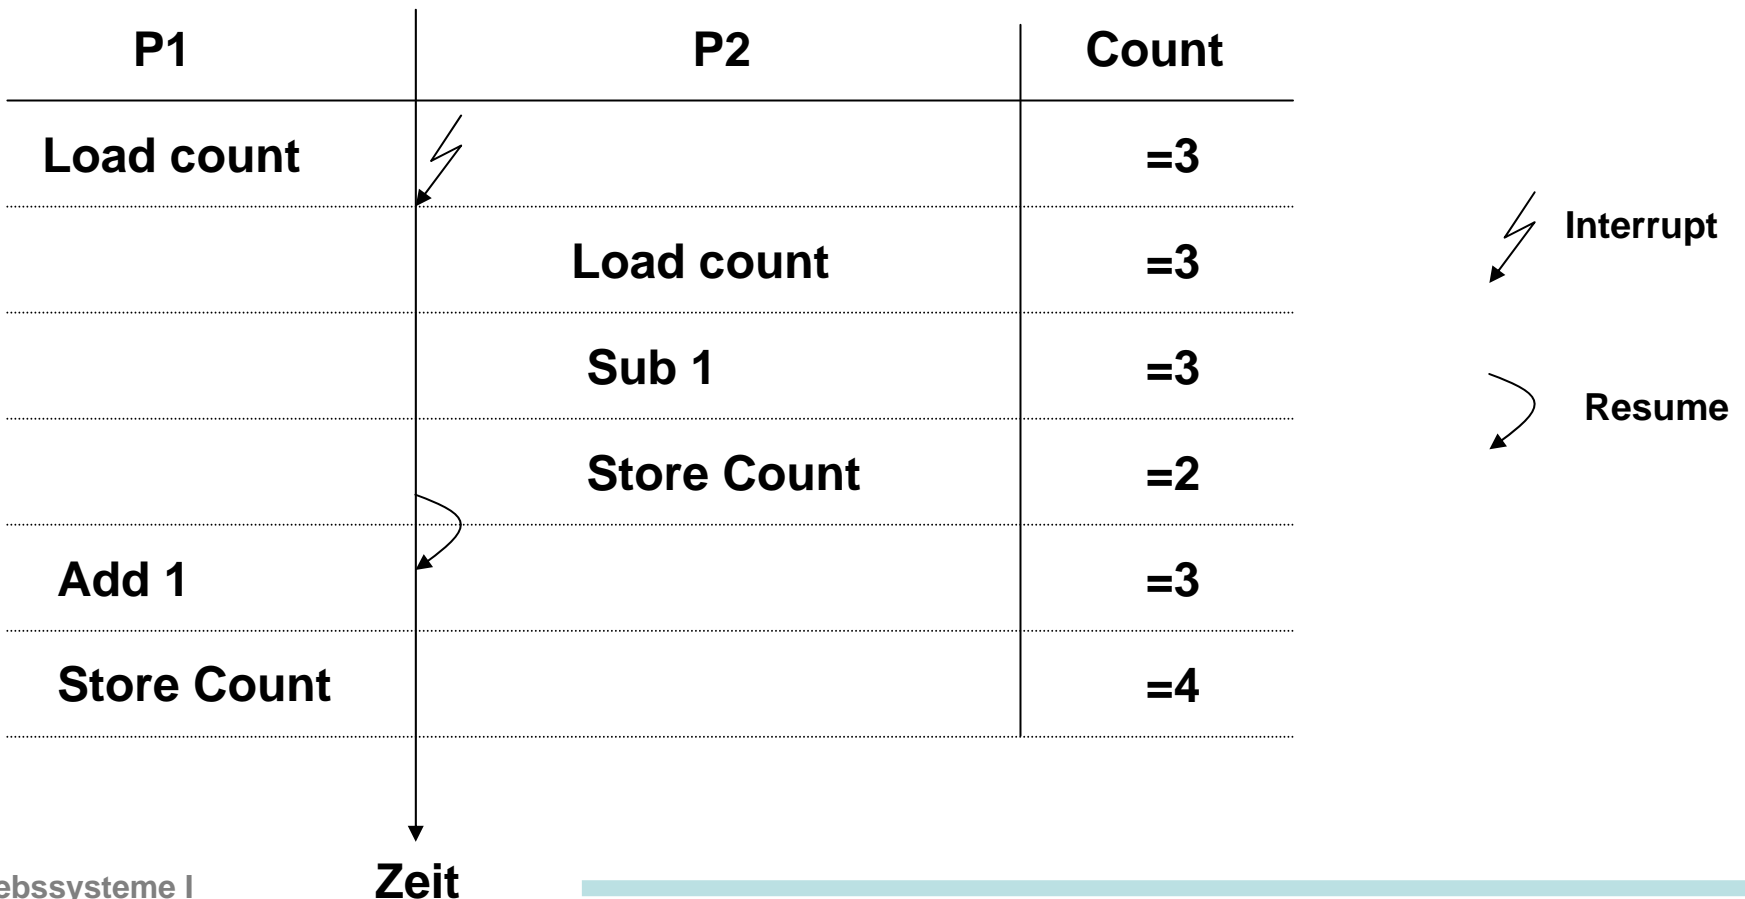 P1 P2 Count
Load count =3
Load count =3
Sub 1 =3
Store Count =2
Add 1 =3
Store Count =4
Interrupt
Resume
Zeit
ebssysteme I